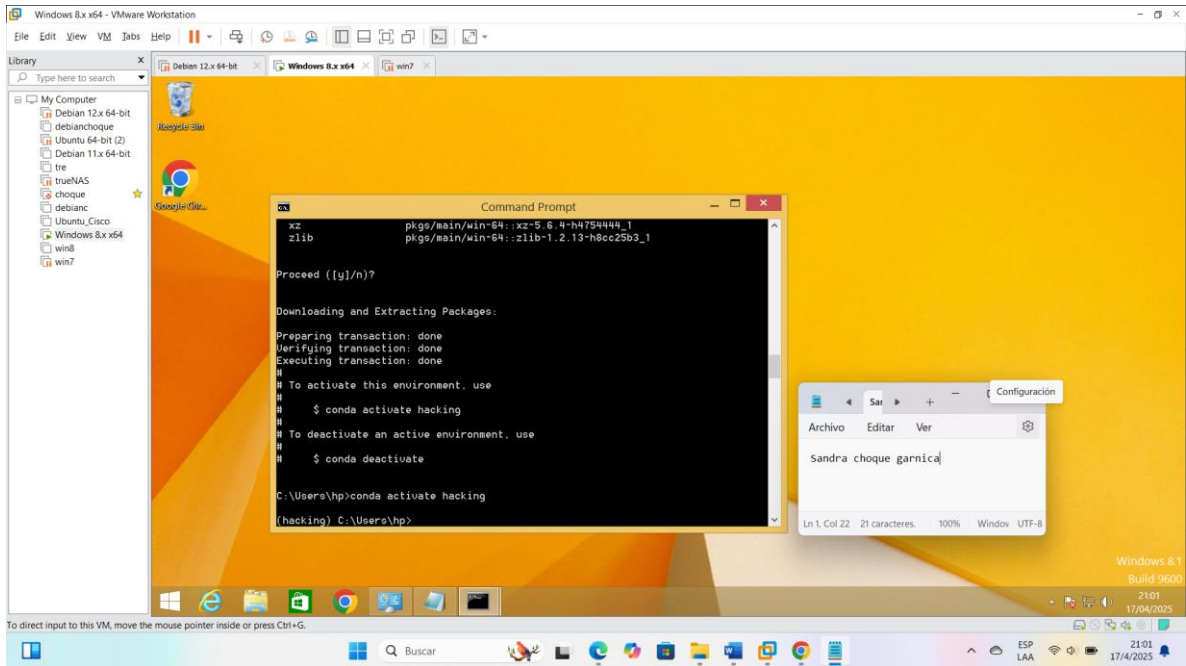 Windows 8.x x64 - VMware Workstation
File Edit View VM Tabs Help
Library X
Type here to search
Debian 12.x 64-bit
Windows 8.x x64
win7
My Computer
Debian 12.x 64-bit
debianchoque
Ubuntu 64-bit (2)
Debian 11.x 64-bit
tre
trueNAS
choque
debianc
Ubuntu_Cisco
Windows 8.x x64
win8
win7
Recycle Bin
Command Prompt
xz pkgs/main/win-64::xz-5.6.4-h4754444_1
zlib pkgs/main/win-64::zlib-1.2.13-h8cc25b3_1
Proceed ([y]/n)?
Downloading and Extracting Packages:
Preparing transaction: done
Verifying transaction: done
Executing transaction: done
#
# To activate this environment, use
#
# $ conda activate hacking
#
# To deactivate an active environment, use
#
# $ conda deactivate
C:\Users\hp>conda activate hacking
(hacking) C:\Users\hp>
Configuración
Archivo Editar Ver
Sandra choque garnica
Ln 1, Col 22 21 caracteres. 100% Window UTF-8
Windows 8.1
Build 9600
21:01
17/04/2025
To direct input to this VM, move the mouse pointer inside or press Ctrl+G.
Buscar
ESP
LAA
21:01
17/4/2025